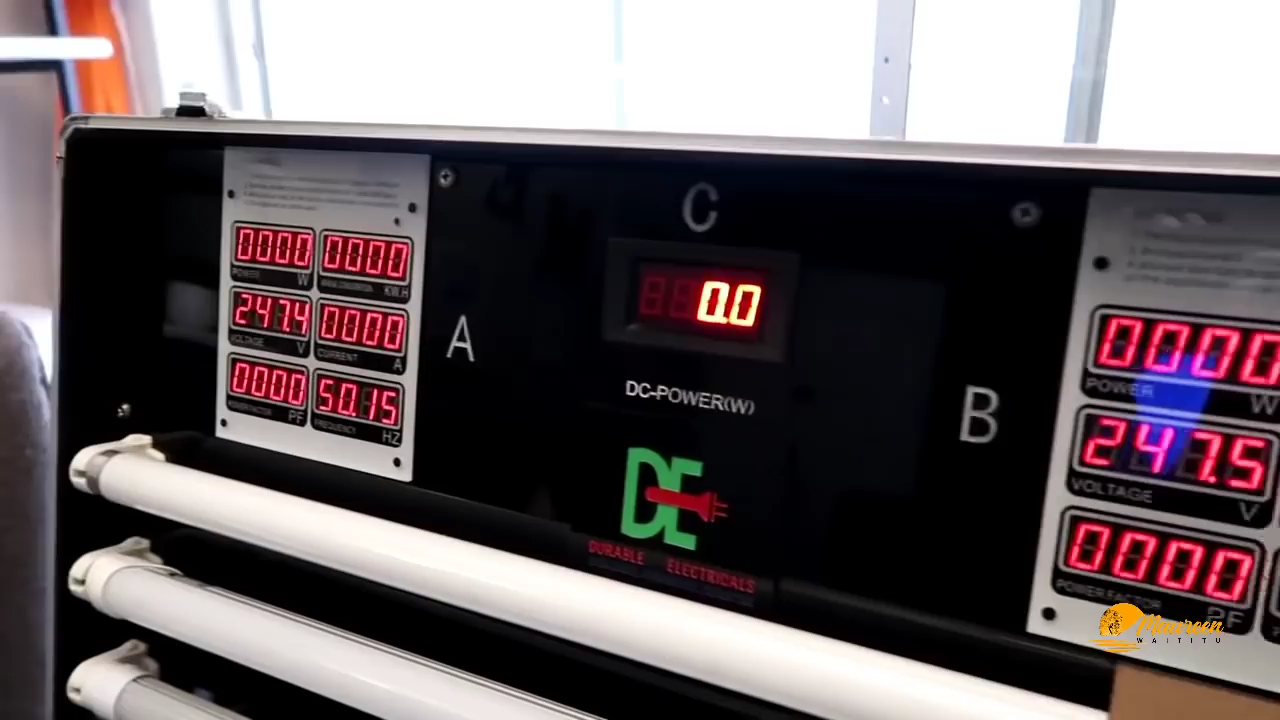 C
0000 0000
POWER W KW.H
247.4 0000
VOLTAGE V CURRENT A
0000 50.15
POWER FACTOR PF FREQUENCY HZ
A
0.0
DC-POWER(W)
DE
DURABLE ELECTRICALS
B
0000
POWER W
247.5
VOLTAGE V
0000
POWER FACTOR PF
Maureen
WAITITU